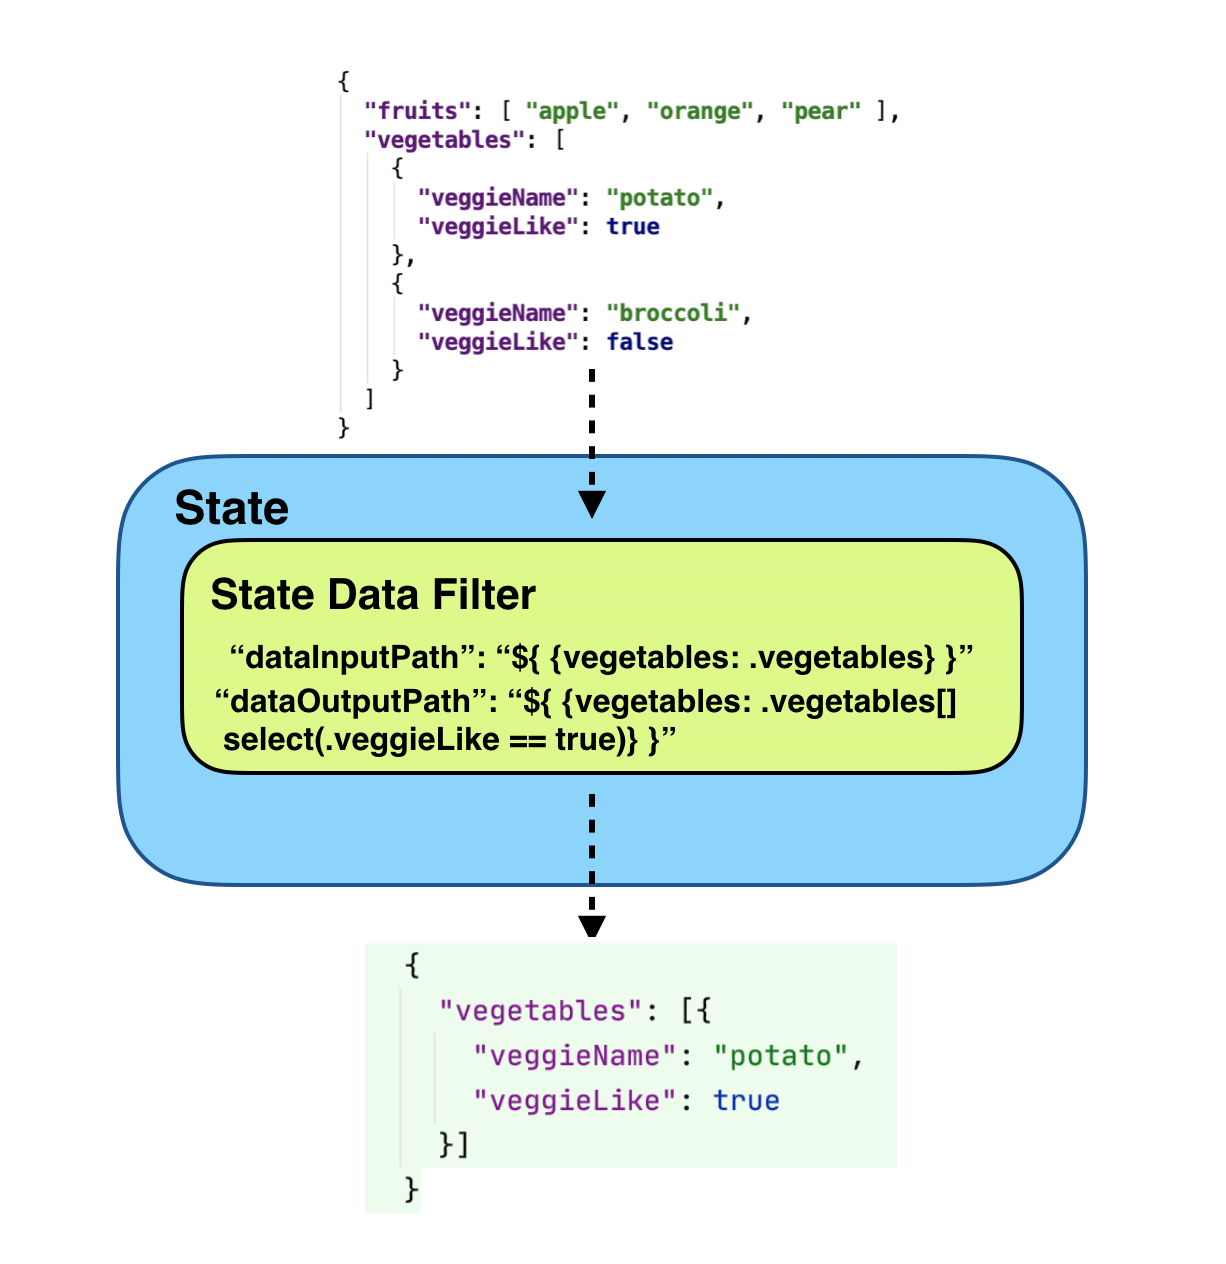 {
"fruits": [ "apple", "orange", "pear" ],
"vegetables": [
{
"veggieName": "potato",
"veggieLike": true
},
{
"veggieName": "broccoli",
"veggieLike": false
}
]
}
State
State Data Filter
“dataInputPath”: “${ {vegetables: .vegetables} }”
“dataOutputPath”: “${ {vegetables: .vegetables[]
select(.veggieLike == true)} }”
{
"vegetables": [{
"veggieName": "potato",
"veggieLike": true
}]
}